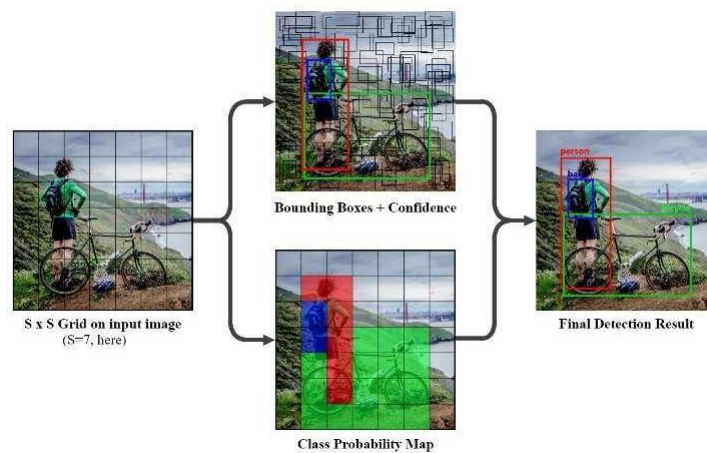 Bounding Boxes + Confidence
S x S Grid on input image
(S=7, here)
person
Final Detection Result
Class Probability Map